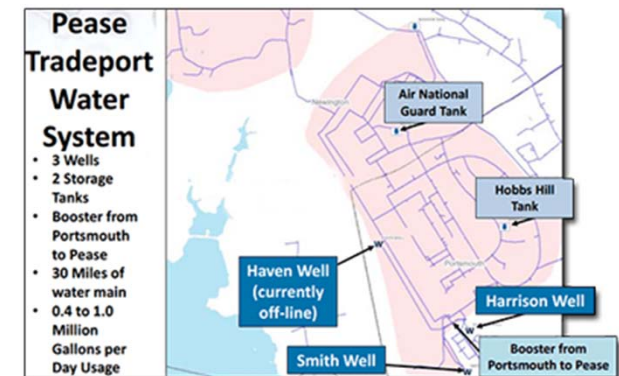 Pease
Tradeport
Water
System
• 3 Wells
• 2 Storage
Tanks
• Booster from
Portsmouth
to Pease
• 30 Miles of
water main
• 0.4 to 1.0
Million
Gallons per
Day Usage
Newington
Air National
Guard Tank
Hobbs Hill
Tank
Portsmouth
W
Haven Well
(currently
off-line)
Harrison Well
W
Booster from
Portsmouth to Pease
Smith Well
W